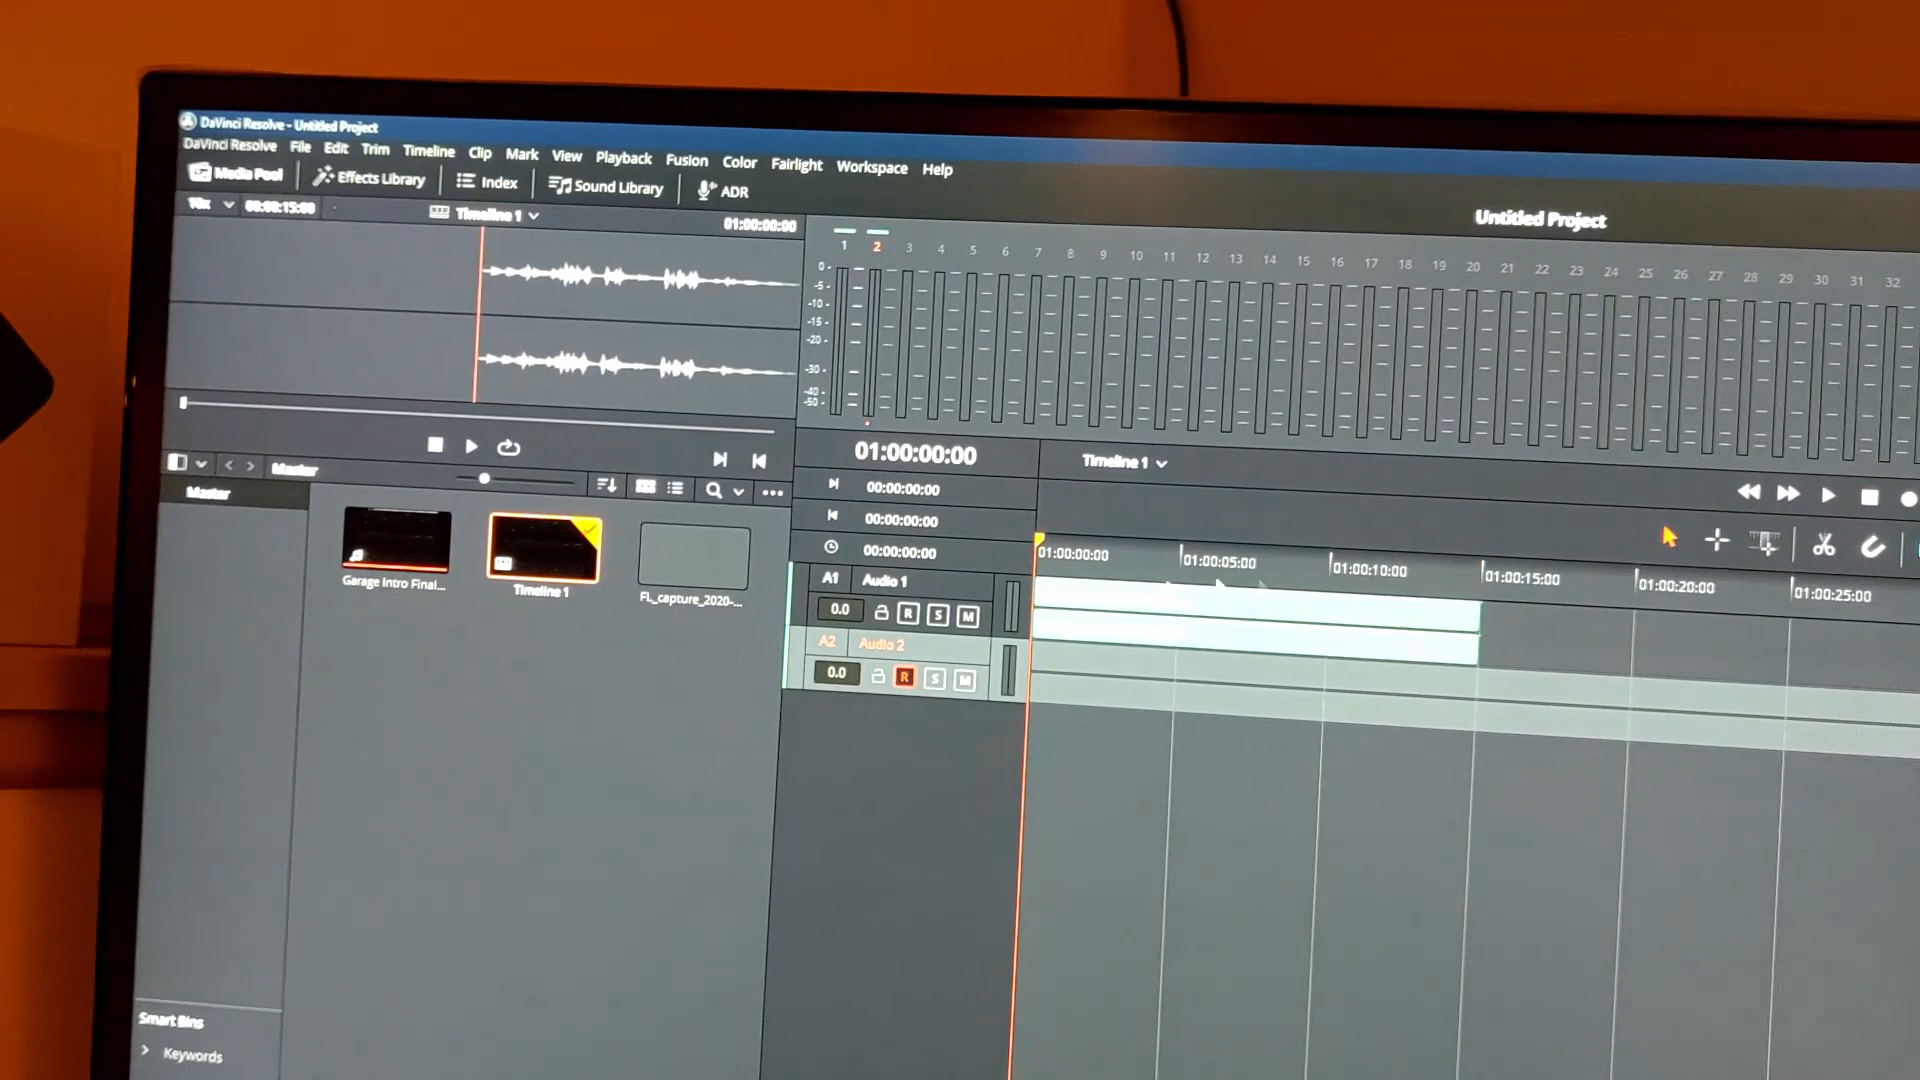 DaVinci Resolve - Untitled Project
DaVinci Resolve File Edit Trim Timeline Clip Mark View Playback Fusion Color Fairlight Workspace Help
Media Pool Effects Library Index Sound Library ADR
Untitled Project
10x 00:00:15:00 Timeline 1 01:00:00:00
1 2 3 4 5 6 7 8 9 10 11 12 13 14 15 16 17 18 19 20 21 22 23 24 25 26 27 28 29 30 31 32
0
-5
-10
-15
-20
-30
-40
-50
01:00:00:00 Timeline 1
Master
00:00:00:00
Master
00:00:00:00
00:00:00:00
01:00:00:00 01:00:05:00 01:00:10:00 01:00:15:00 01:00:20:00 01:00:25:00
Garage Intro Final...
Timeline 1
FL_capture_2020-...
A1 Audio 1
0.0 R S M
A2 Audio 2
0.0 R S M
Smart Bins
Keywords